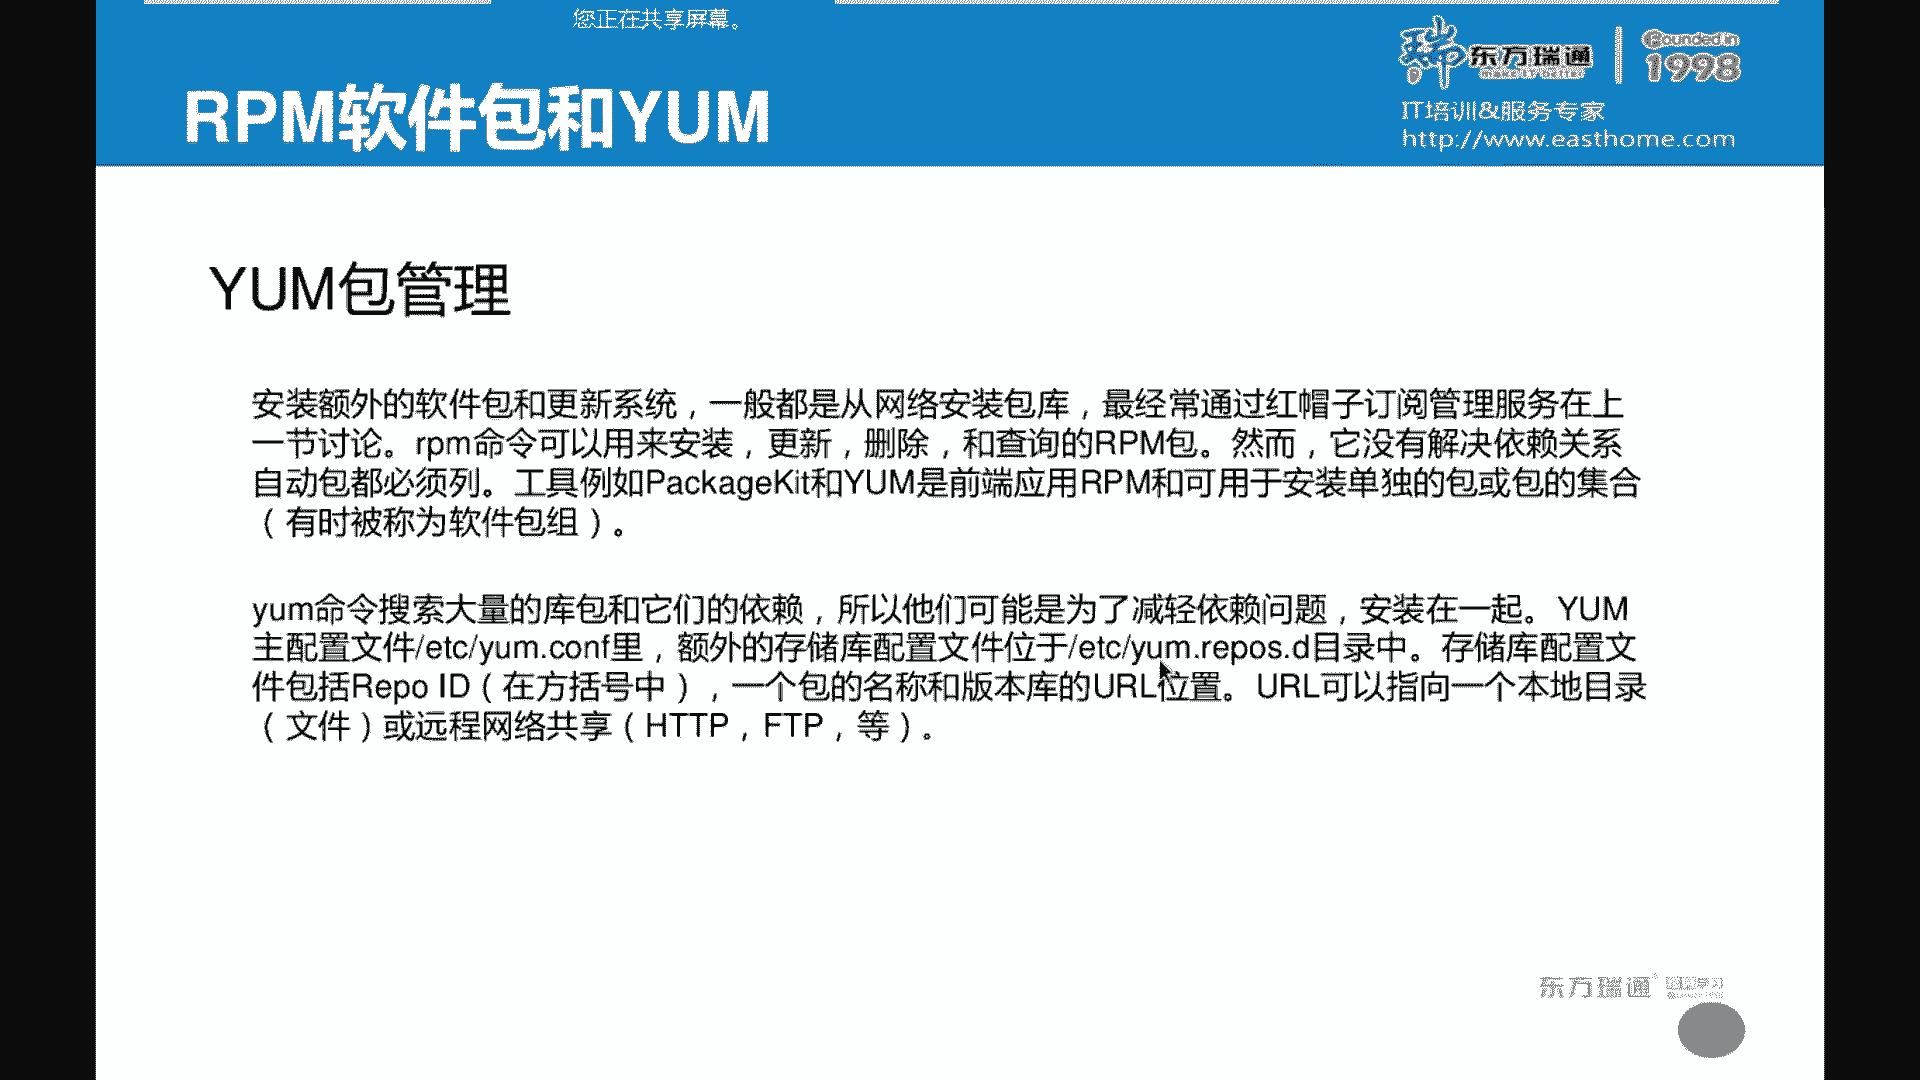 您正在共享屏幕。
东方瑞通
Founded in
1998
IT培训&服务专家
http://www.easthome.com
RPM软件包和YUM
YUM包管理
安装额外的软件包和更新系统，一般都是从网络安装包库，最经常通过红帽子订阅管理服务在上
一节讨论。rpm命令可以用来安装，更新，删除，和查询的RPM包。然而，它没有解决依赖关系
自动包都必须列。工具例如PackageKit和YUM是前端应用RPM和可用于安装单独的包或包的集合
（有时被称为软件包组）。
yum命令搜索大量的库包和它们的依赖，所以他们可能是为了减轻依赖问题，安装在一起。YUM
主配置文件/etc/yum.conf里，额外的存储库配置文件位于/etc/yum.repos.d目录中。存储库配置文
件包括Repo ID（在方括号中），一个包的名称和版本库的URL位置。URL可以指向一个本地目录
（文件）或远程网络共享（HTTP，FTP，等）。
东方瑞通